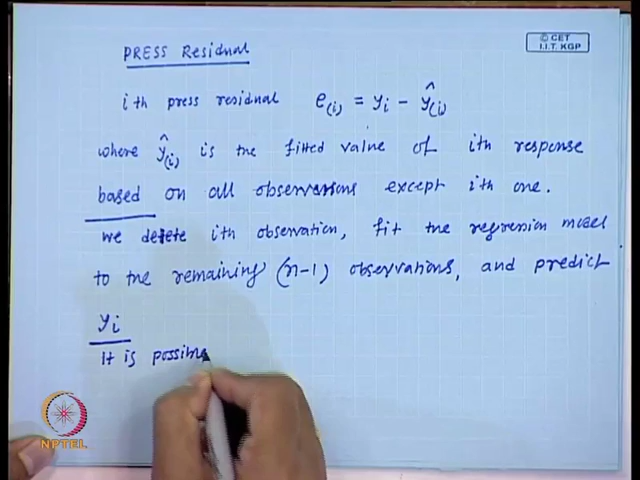 © CET
I.I.T. KGP
PRESS Residual
ith press residual e(i) = yi − ŷ(i)
where ŷ(i) is the fitted value of ith response
based on all observations except ith one.
we delete ith observation, fit the regression model
to the remaining (n-1) observations, and predict
yi
It is possible
NPTEL